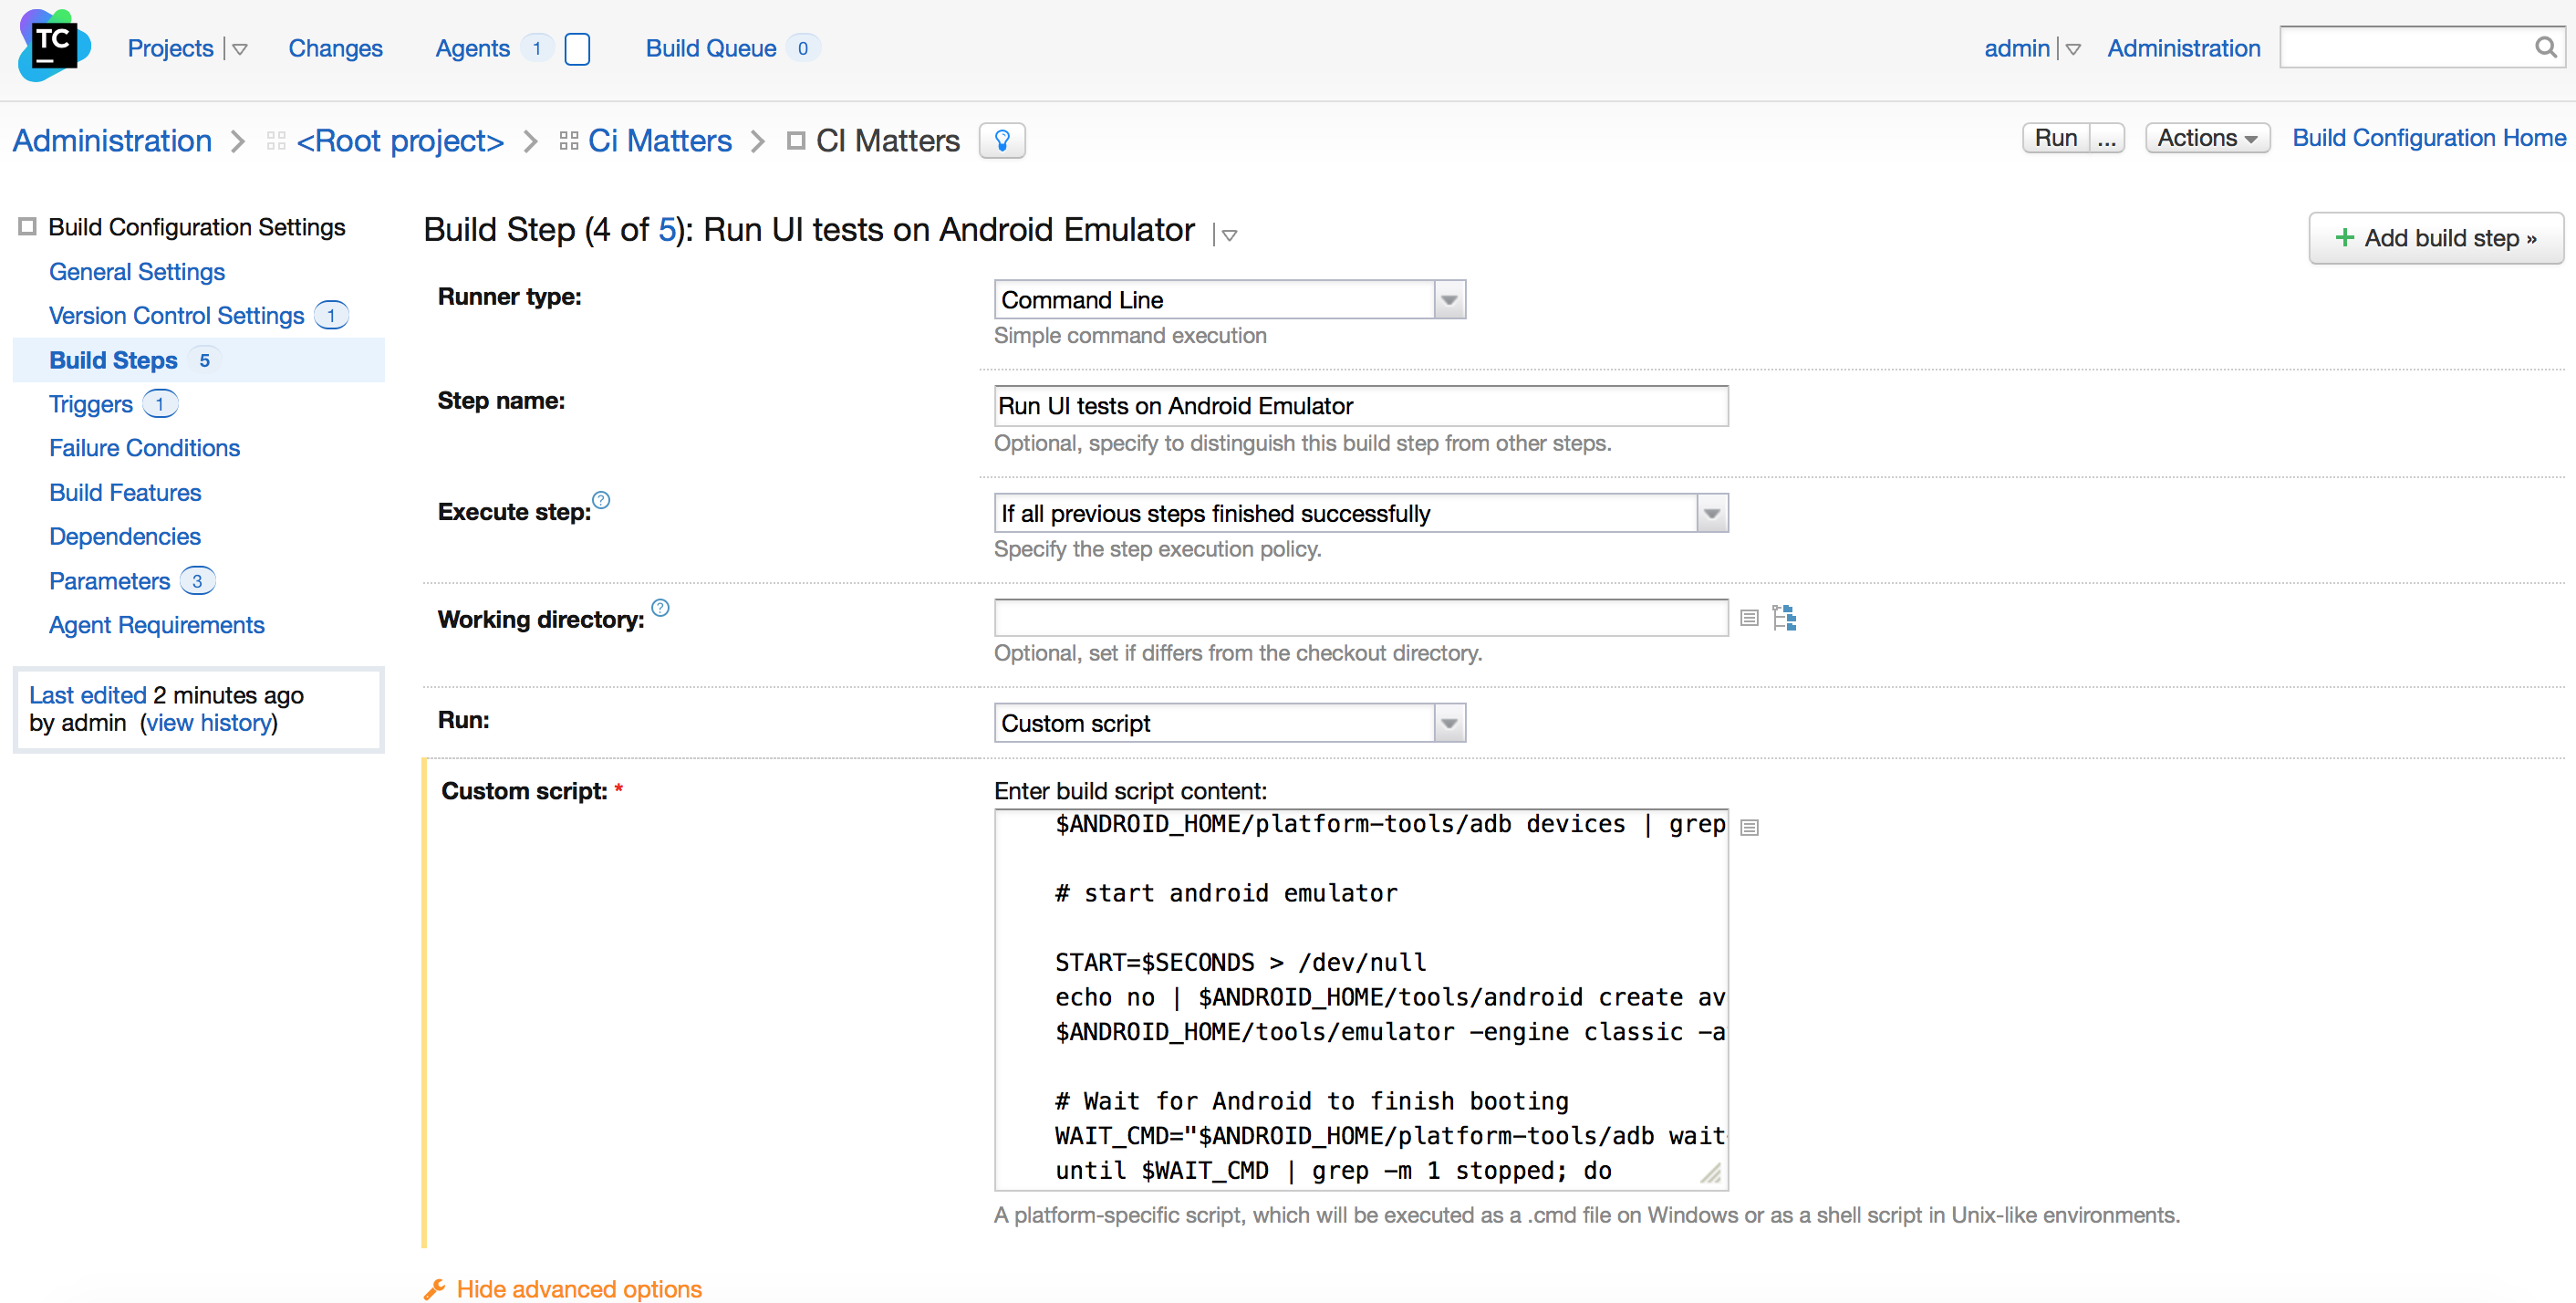 TC
Projects Changes Agents 1 Build Queue 0 admin Administration
Administration <Root project> Ci Matters CI Matters Run ... Actions Build Configuration Home
Build Configuration Settings
General Settings
Version Control Settings 1
Build Steps 5
Triggers 1
Failure Conditions
Build Features
Dependencies
Parameters 3
Agent Requirements
Last edited 2 minutes ago
by admin (view history)
Build Step (4 of 5): Run UI tests on Android Emulator
+ Add build step »
Runner type: Command Line
Simple command execution
Step name: Run UI tests on Android Emulator
Optional, specify to distinguish this build step from other steps.
Execute step: ? If all previous steps finished successfully
Specify the step execution policy.
Working directory: ?
Optional, set if differs from the checkout directory.
Run: Custom script
Custom script: * Enter build script content:
$ANDROID_HOME/platform-tools/adb devices | grep
# start android emulator
START=$SECONDS > /dev/null
echo no | $ANDROID_HOME/tools/android create av
$ANDROID_HOME/tools/emulator -engine classic -a
# Wait for Android to finish booting
WAIT_CMD="$ANDROID_HOME/platform-tools/adb wait-
until $WAIT_CMD | grep -m 1 stopped; do
A platform-specific script, which will be executed as a .cmd file on Windows or as a shell script in Unix-like environments.
Hide advanced options